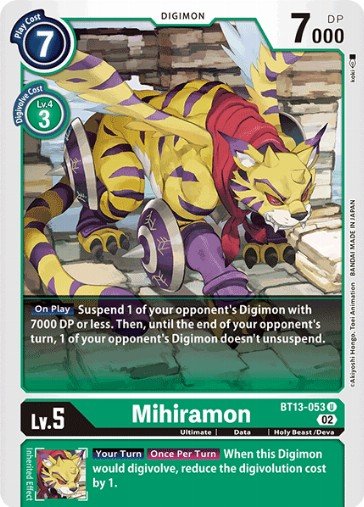 DIGIMON
Play Cost
7
DP
7000
Digivolve Cost
Lv.4
3
koki
©Akiyoshi Hongo, Toei Animation BANDAI MADE IN JAPAN
On Play Suspend 1 of your opponent's Digimon with
7000 DP or less. Then, until the end of your opponent's
turn, 1 of your opponent's Digimon doesn't unsuspend.
BT13-053 U
Lv.5
Mihiramon
02
Ultimate Data Holy Beast /Deva
Inherited Effect
Your Turn Once Per Turn When this Digimon
would digivolve, reduce the digivolution cost
by 1.